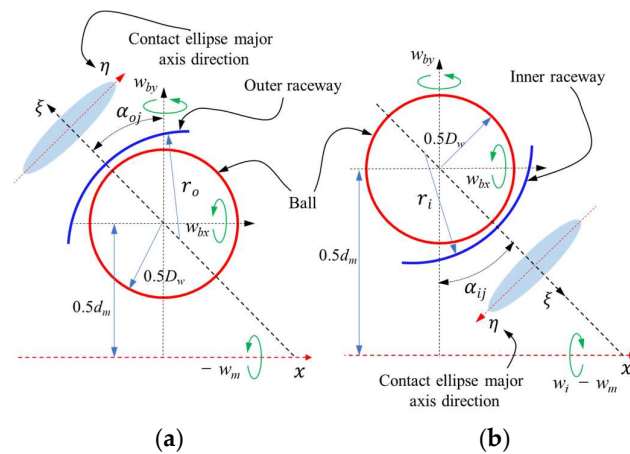 Contact ellipse major
axis direction
η
w_by
Outer raceway
ξ
α_oj
r_o
Ball
w_bx
0.5D_w
0.5d_m
− w_m
x
(a)
w_by
Inner raceway
0.5D_w
w_bx
r_i
0.5d_m
α_ij
ξ
η
x
Contact ellipse major
axis direction
w_i − w_m
(b)